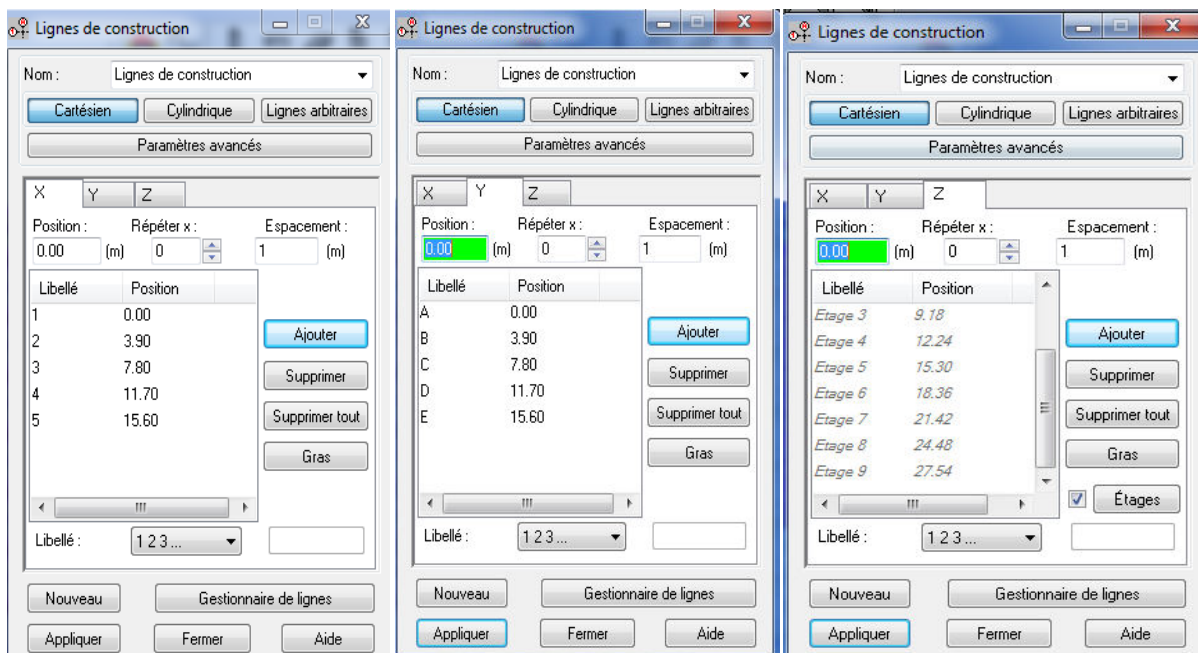 Lignes de construction
Nom : Lignes de construction
Cartésien Cylindrique Lignes arbitraires
Paramètres avancés
X Y Z
Position : Répéter x : Espacement :
0.00 (m) 0 1 (m)
Libellé Position
1 0.00
2 3.90
3 7.80
4 11.70
5 15.60
Ajouter
Supprimer
Supprimer tout
Gras
Libellé : 1 2 3 ...
Nouveau Gestionnaire de lignes
Appliquer Fermer Aide
Lignes de construction
Nom : Lignes de construction
Cartésien Cylindrique Lignes arbitraires
Paramètres avancés
X Y Z
Position : Répéter x : Espacement :
0.00 (m) 0 1 (m)
Libellé Position
A 0.00
B 3.90
C 7.80
D 11.70
E 15.60
Ajouter
Supprimer
Supprimer tout
Gras
Libellé : 1 2 3 ...
Nouveau Gestionnaire de lignes
Appliquer Fermer Aide
Lignes de construction
Nom : Lignes de construction
Cartésien Cylindrique Lignes arbitraires
Paramètres avancés
X Y Z
Position : Répéter x : Espacement :
0.00 (m) 0 1 (m)
Libellé Position
Etage 3 9.18
Etage 4 12.24
Etage 5 15.30
Etage 6 18.36
Etage 7 21.42
Etage 8 24.48
Etage 9 27.54
Ajouter
Supprimer
Supprimer tout
Gras
Étages
Libellé : 1 2 3 ...
Nouveau Gestionnaire de lignes
Appliquer Fermer Aide